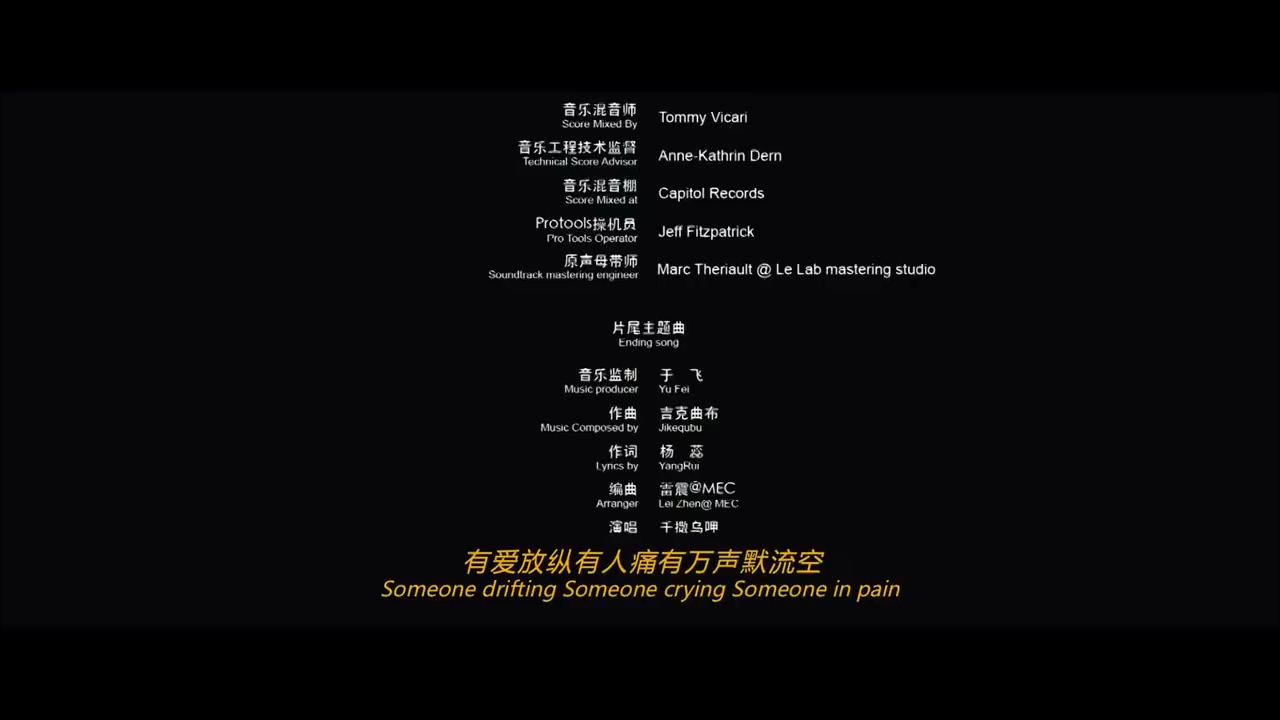 音乐混音师 Tommy Vicari
Score Mixed By
音乐工程技术监督 Anne-Kathrin Dern
Technical Score Advisor
音乐混音棚 Capitol Records
Score Mixed at
Protools操机员 Jeff Fitzpatrick
Pro Tools Operator
原声母带师 Marc Theriault @ Le Lab mastering studio
Soundtrack mastering engineer
片尾主题曲
Ending song
音乐监制 于 飞
Music producer Yu Fei
作曲 吉克曲布
Music Composed by Jikequbu
作词 杨 蕊
Lyrics by YangRui
编曲 雷震@MEC
Arranger Lei Zhen@ MEC
演唱 千撒乌呷
有爱放纵有人痛有万声默流空
Someone drifting Someone crying Someone in pain